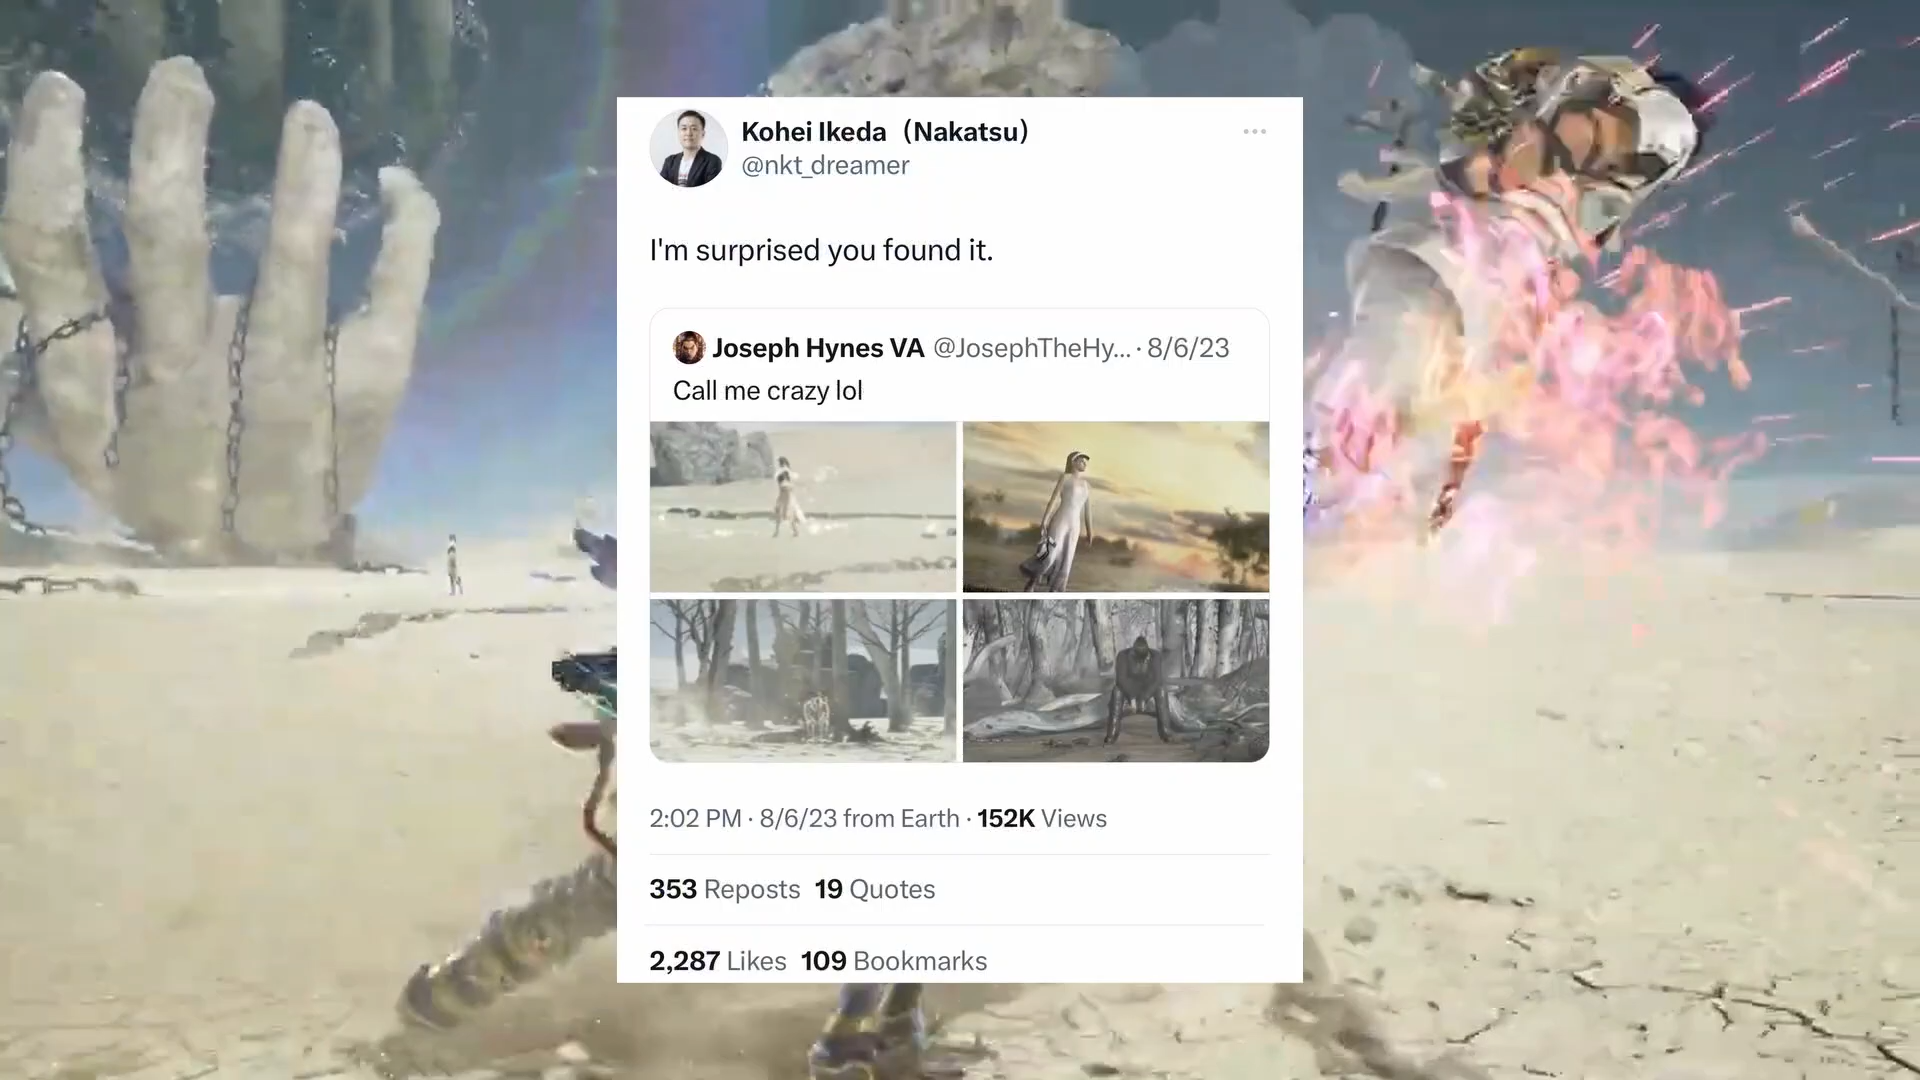 Kohei Ikeda（Nakatsu）
@nkt_dreamer
I'm surprised you found it.
Joseph Hynes VA @JosephTheHy... · 8/6/23
Call me crazy lol
2:02 PM · 8/6/23 from Earth · 152K Views
353 Reposts 19 Quotes
2,287 Likes 109 Bookmarks